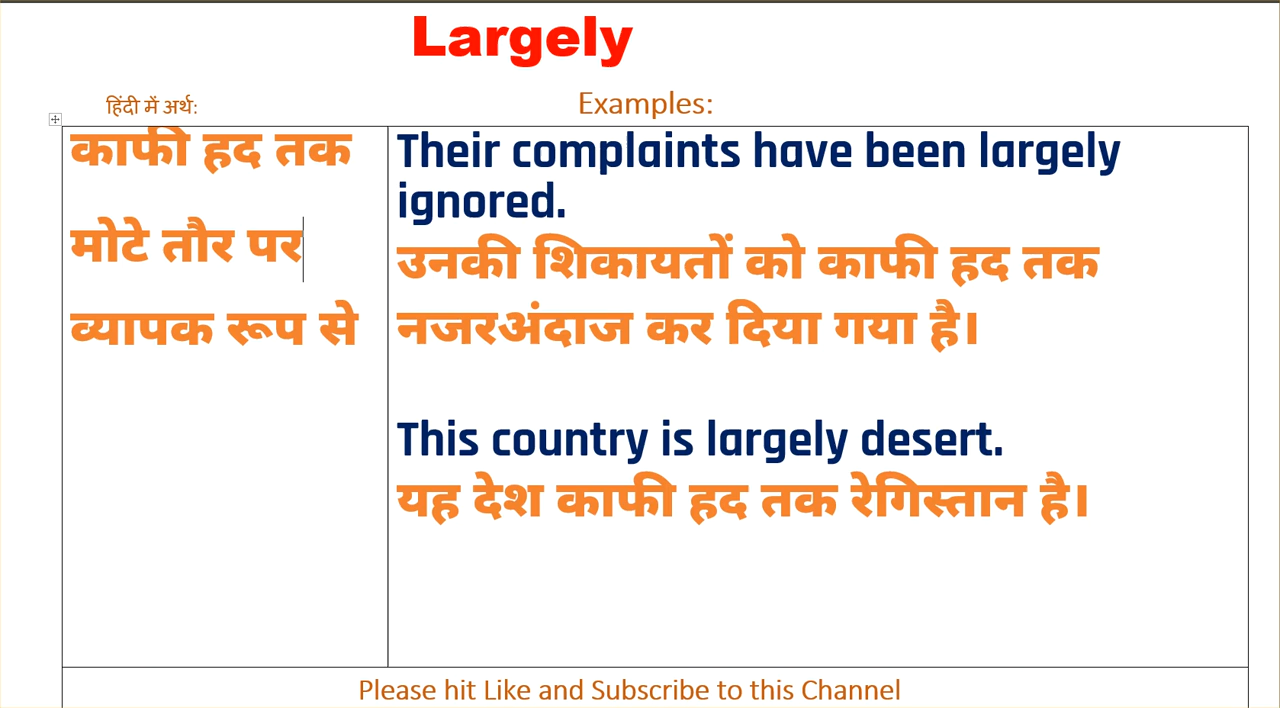 Largely
हिंदी में अर्थ:
Examples:
काफी हद तक
मोटे तौर पर
व्यापक रूप से
Their complaints have been largely
ignored.
उनकी शिकायतों को काफी हद तक
नजरअंदाज कर दिया गया है।
This country is largely desert.
यह देश काफी हद तक रेगिस्तान है।
Please hit Like and Subscribe to this Channel